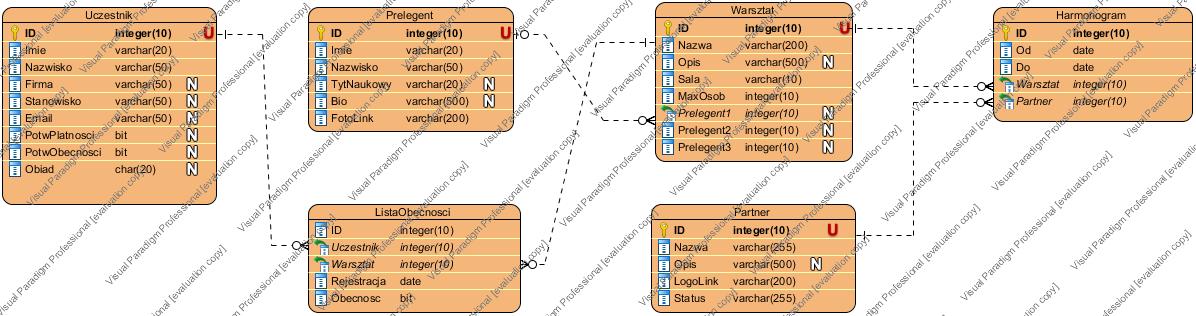 Uczestnik
ID integer(10) U
Imie varchar(20)
Nazwisko varchar(50)
Firma varchar(50) N
Stanowisko varchar(50) N
Email varchar(50) N
PotwPlatnosci bit N
PotwObecnosci bit N
Obiad char(20) N
Prelegent
ID integer(10) U
Imie varchar(20)
Nazwisko varchar(50)
TytNaukowy varchar(20) N
Bio varchar(500) N
FotoLink varchar(200)
Warsztat
ID integer(10) U
Nazwa varchar(200)
Opis varchar(500) N
Sala varchar(10)
MaxOsob integer(10)
Prelegent1 integer(10) N
Prelegent2 integer(10) N
Prelegent3 integer(10) N
Harmonogram
ID integer(10)
Od date
Do date
Warsztat integer(10)
Partner integer(10)
ListaObecnosci
ID integer(10)
Uczestnik integer(10)
Warsztat integer(10)
Rejestracja date
Obecnosc bit
Partner
ID integer(10) U
Nazwa varchar(255)
Opis varchar(500) N
LogoLink varchar(200)
Status varchar(255)
Visual Paradigm Professional [evaluation copy]